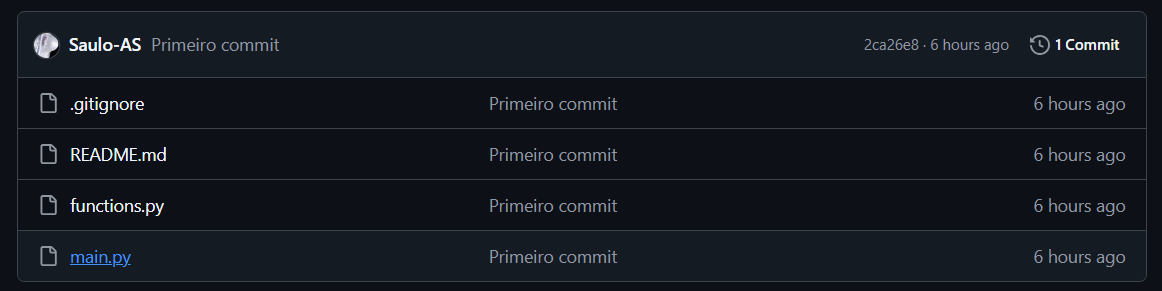 Saulo-AS Primeiro commit 2ca26e8 · 6 hours ago 1 Commit
.gitignore Primeiro commit 6 hours ago
README.md Primeiro commit 6 hours ago
functions.py Primeiro commit 6 hours ago
main.py Primeiro commit 6 hours ago